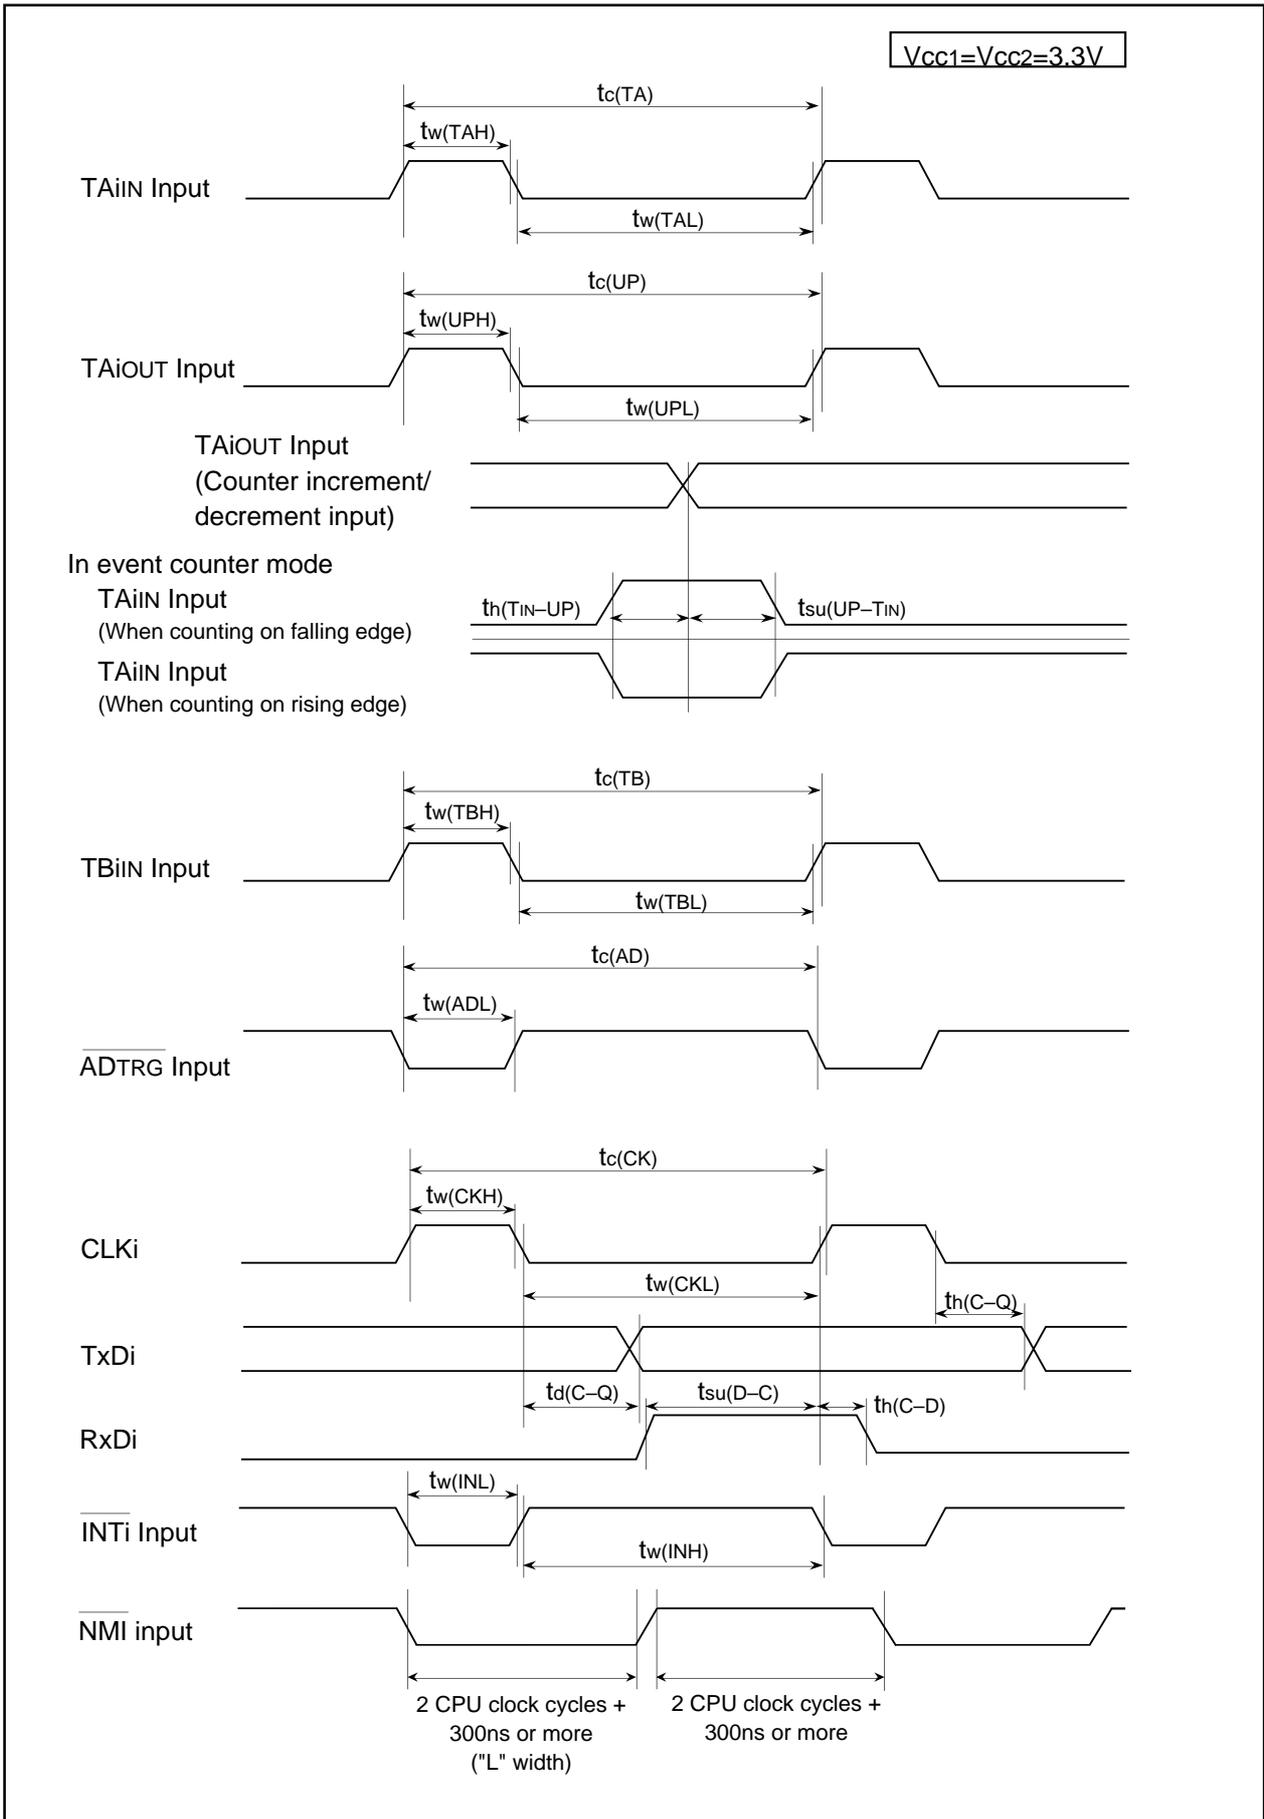 Vcc1=Vcc2=3.3V
tc(TA)
tw(TAH)
TAiIN Input
tw(TAL)
tc(UP)
tw(UPH)
TAiOUT Input
tw(UPL)
TAiOUT Input
(Counter increment/
decrement input)
In event counter mode
TAiIN Input
(When counting on falling edge)
th(TIN–UP)
tsu(UP–TIN)
TAiIN Input
(When counting on rising edge)
tc(TB)
tw(TBH)
TBiIN Input
tw(TBL)
tc(AD)
tw(ADL)
ADTRG Input
tc(CK)
tw(CKH)
CLKi
tw(CKL)
th(C–Q)
TxDi
td(C–Q)
tsu(D–C)
th(C–D)
RxDi
tw(INL)
INTi Input
tw(INH)
NMI input
2 CPU clock cycles +
300ns or more
("L" width)
2 CPU clock cycles +
300ns or more